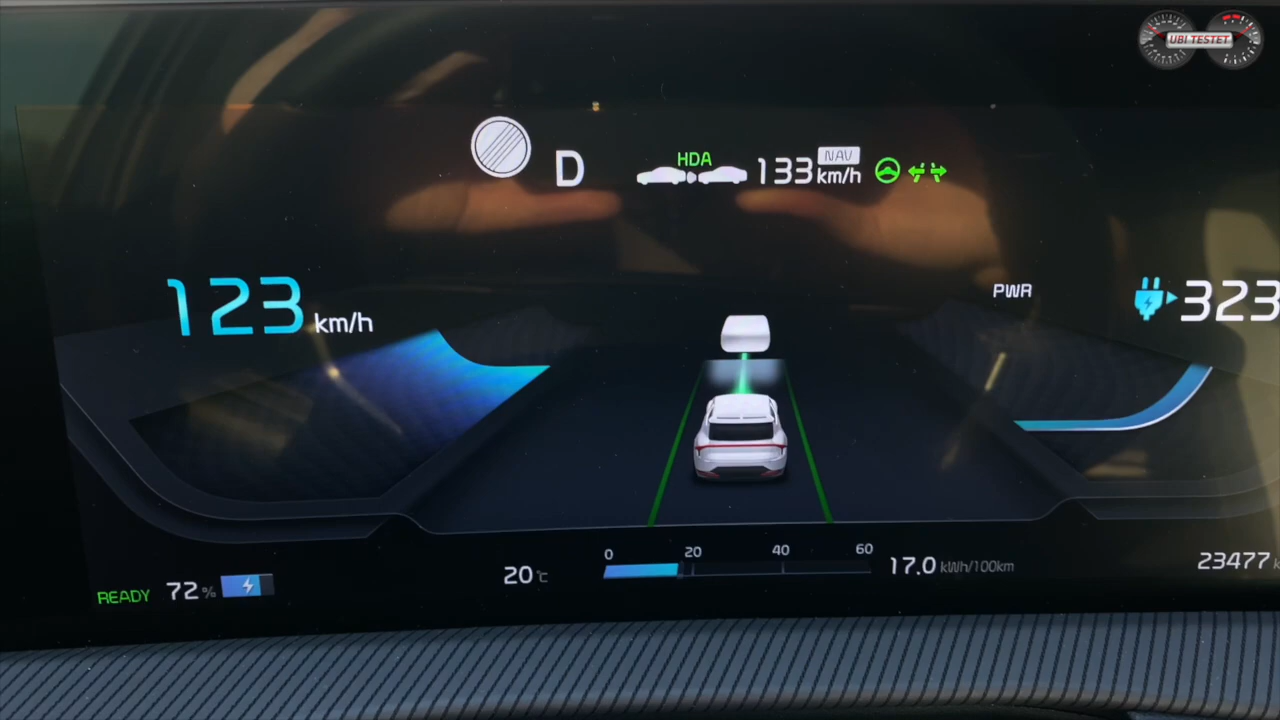 UBI TESTET
D
HDA
133 km/h
NAV
123 km/h
PWR
323
0 20 40 60
READY 72%
20°c
17.0 kWh/100km
23477